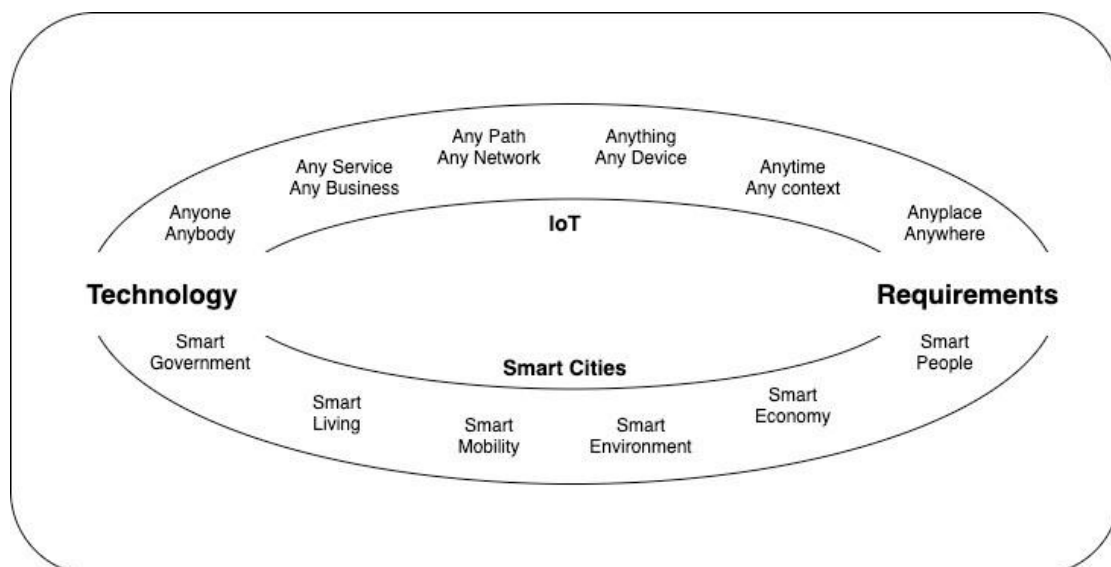 Any Path
Any Network
Anything
Any Device
Any Service
Any Business
Anytime
Any context
Anyone
Anybody
Anyplace
Anywhere
IoT
Technology
Requirements
Smart
Government
Smart
People
Smart Cities
Smart
Living
Smart
Economy
Smart
Mobility
Smart
Environment